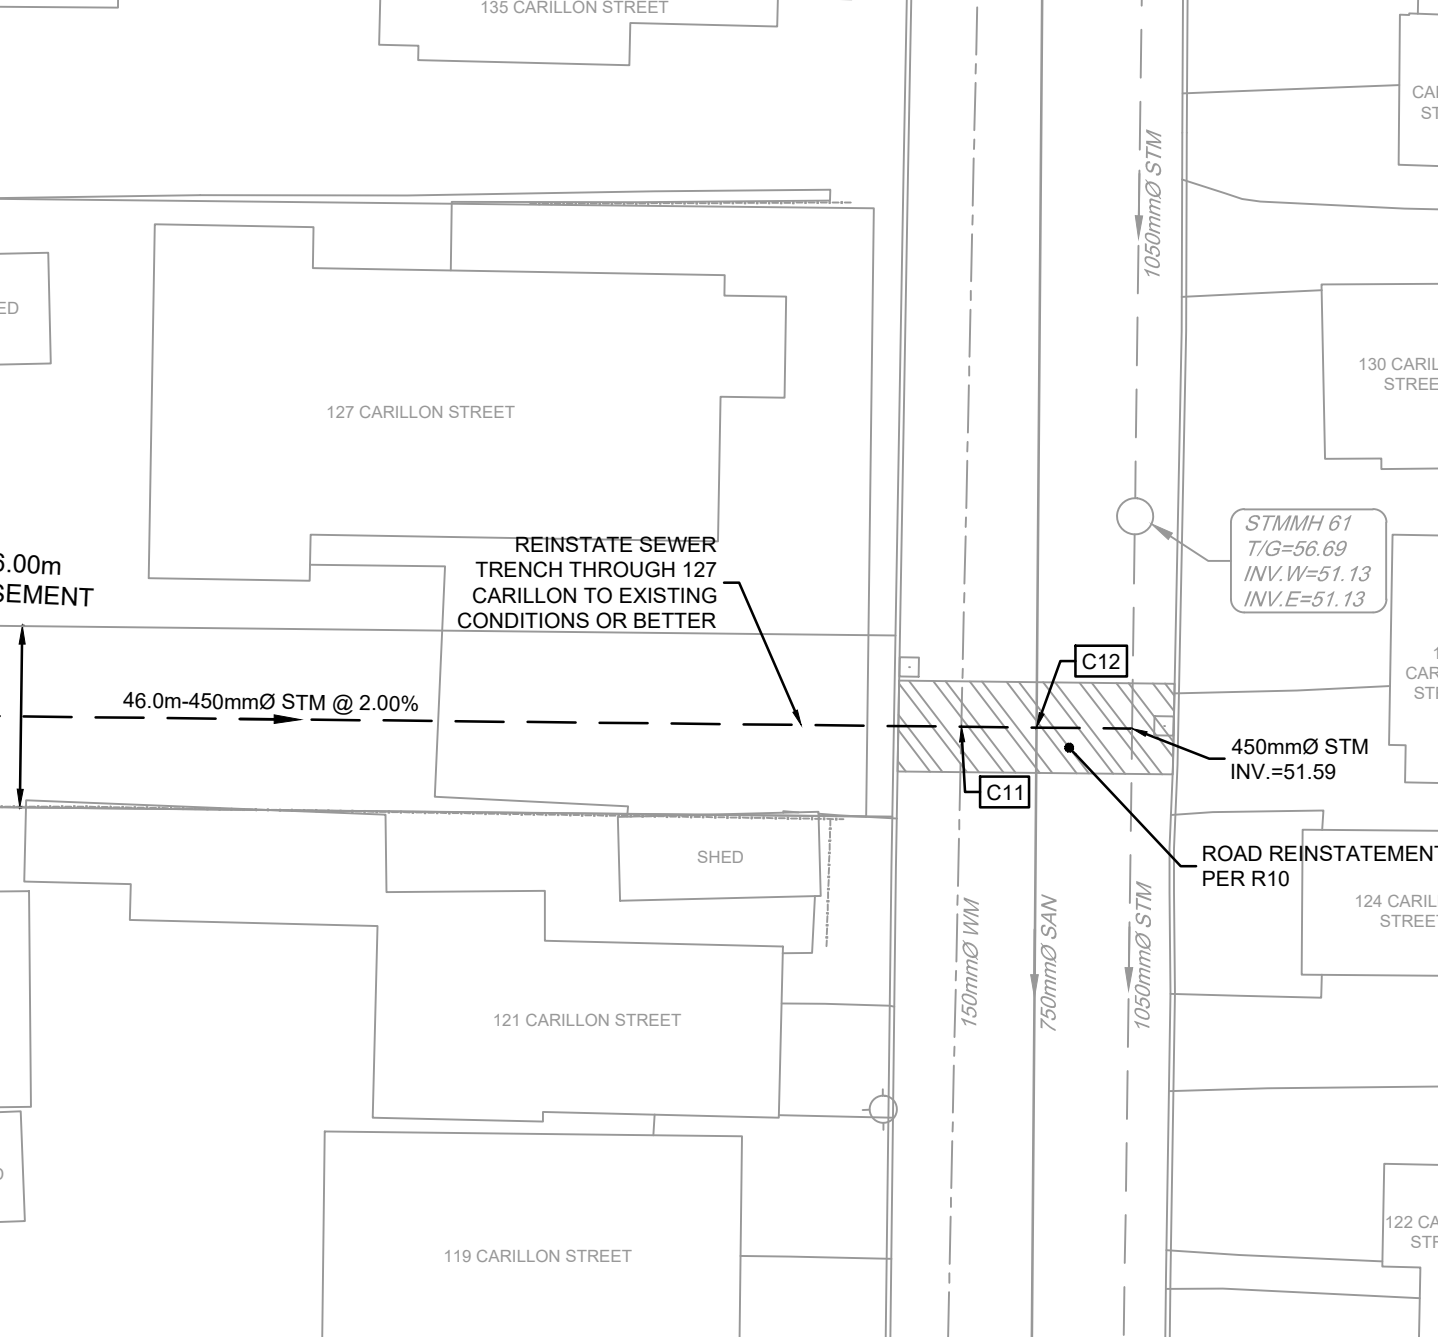 135 CARILLON STREET
1050mmØ STM
127 CARILLON STREET
130 CARIL
STREE
REINSTATE SEWER
TRENCH THROUGH 127
CARILLON TO EXISTING
CONDITIONS OR BETTER
STMMH 61
T/G=56.69
INV.W=51.13
INV.E=51.13
6.00m
SEMENT
C12
46.0m-450mmØ STM @ 2.00%
450mmØ STM
INV.=51.59
C11
SHED
ROAD REINSTATEMENT
PER R10
124 CARIL
STREET
150mmØ WM
750mmØ SAN
1050mmØ STM
121 CARILLON STREET
122 CA
STR
119 CARILLON STREET